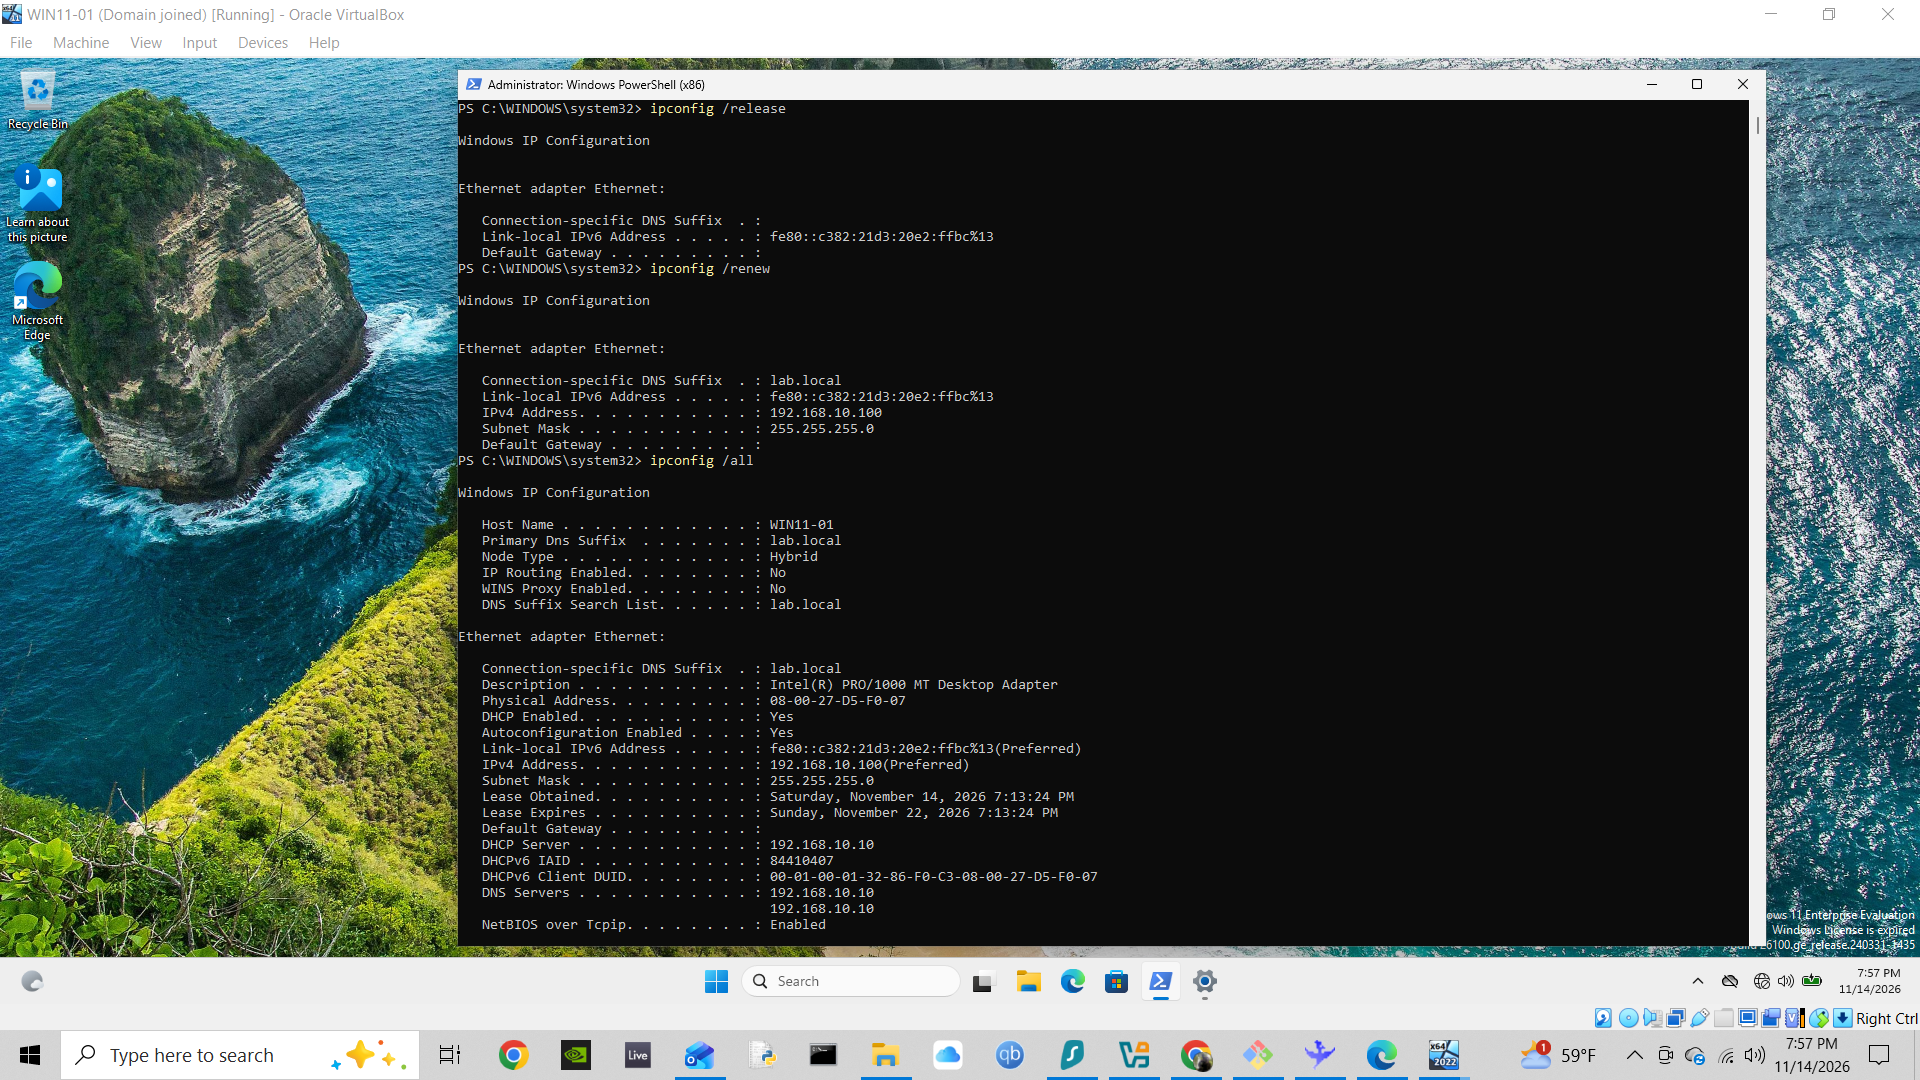 WIN11-01 (Domain joined) [Running] - Oracle VirtualBox
File Machine View Input Devices Help
Recycle Bin
Learn about
this picture
Microsoft
Edge
Administrator: Windows PowerShell (x86)
PS C:\WINDOWS\system32> ipconfig /release
Windows IP Configuration
Ethernet adapter Ethernet:
Connection-specific DNS Suffix . :
Link-local IPv6 Address . . . . . : fe80::c382:21d3:20e2:ffbc%13
Default Gateway . . . . . . . . . :
PS C:\WINDOWS\system32> ipconfig /renew
Windows IP Configuration
Ethernet adapter Ethernet:
Connection-specific DNS Suffix . : lab.local
Link-local IPv6 Address . . . . . : fe80::c382:21d3:20e2:ffbc%13
IPv4 Address. . . . . . . . . . . : 192.168.10.100
Subnet Mask . . . . . . . . . . . : 255.255.255.0
Default Gateway . . . . . . . . . :
PS C:\WINDOWS\system32> ipconfig /all
Windows IP Configuration
Host Name . . . . . . . . . . . . : WIN11-01
Primary Dns Suffix . . . . . . . : lab.local
Node Type . . . . . . . . . . . . : Hybrid
IP Routing Enabled. . . . . . . . : No
WINS Proxy Enabled. . . . . . . . : No
DNS Suffix Search List. . . . . . : lab.local
Ethernet adapter Ethernet:
Connection-specific DNS Suffix . : lab.local
Description . . . . . . . . . . . : Intel(R) PRO/1000 MT Desktop Adapter
Physical Address. . . . . . . . . : 08-00-27-D5-F0-07
DHCP Enabled. . . . . . . . . . . : Yes
Autoconfiguration Enabled . . . . : Yes
Link-local IPv6 Address . . . . . : fe80::c382:21d3:20e2:ffbc%13(Preferred)
IPv4 Address. . . . . . . . . . . : 192.168.10.100(Preferred)
Subnet Mask . . . . . . . . . . . : 255.255.255.0
Lease Obtained. . . . . . . . . . : Saturday, November 14, 2026 7:13:24 PM
Lease Expires . . . . . . . . . . : Sunday, November 22, 2026 7:13:24 PM
Default Gateway . . . . . . . . . :
DHCP Server . . . . . . . . . . . : 192.168.10.10
DHCPv6 IAID . . . . . . . . . . . : 84410407
DHCPv6 Client DUID. . . . . . . . : 00-01-00-01-32-86-F0-C3-08-00-27-D5-F0-07
DNS Servers . . . . . . . . . . . : 192.168.10.10
192.168.10.10
NetBIOS over Tcpip. . . . . . . . : Enabled
ows 11 Enterprise Evaluation
Windows License is expired
6100.ge_release.240331-1435
Search
7:57 PM
11/14/2026
Right Ctrl
Type here to search
Live
qb
x64
2022
1
59°F
7:57 PM
11/14/2026